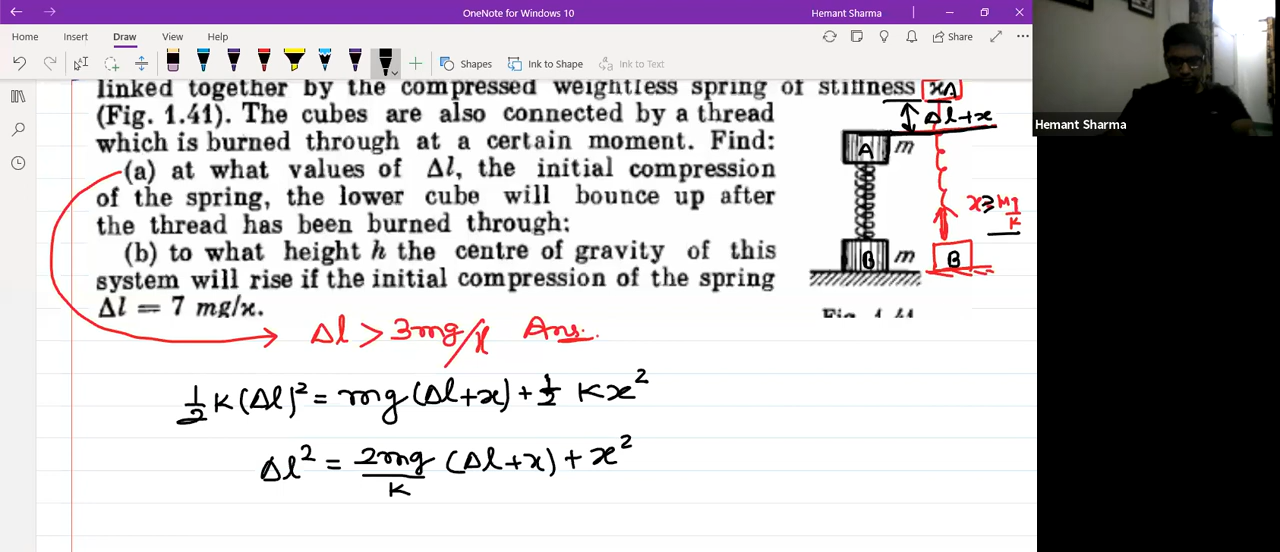 OneNote for Windows 10
Hemant Sharma
Home Insert Draw View Help
Share
Shapes Ink to Shape Ink to Text
linked together by the compressed weightless spring of stiffness ϰ
(Fig. 1.41). The cubes are also connected by a thread
which is burned through at a certain moment. Find:
(a) at what values of Δl, the initial compression
of the spring, the lower cube will bounce up after
the thread has been burned through:
(b) to what height h the centre of gravity of this
system will rise if the initial compression of the spring
Δl = 7 mg/ϰ.
A
Δl+x
A m
x≥Mg/K
B m
B
Fig. 1.41
Δl > 3mg/ϰ Ans.
½ K(Δl)² = mg(Δl+x) + ½ Kx²
Δl² = 2mg/K (Δl+x) + x²
Hemant Sharma